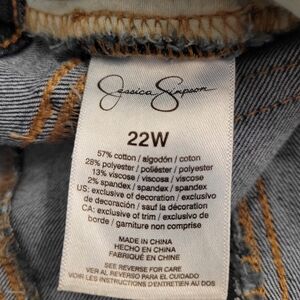 Jessica Simpson
22W
57% cotton / algodón / coton
28% polyester / poliéster / polyester
13% viscose / viscosa / viscose
2% spandex / spandex / spandex
US: exclusive of decoration / exclusivo
de decoración / sauf la décoration
CA: exclusive of trim / exclusivo de
borde / garniture non comprise
MADE IN CHINA
HECHO EN CHINA
FABRIQUÉ EN CHINE
SEE REVERSE FOR CARE
VER AL REVERSO PARA EL CUIDADO
VOIR LES INSTRUCTIONS D'ENTRETIEN AU DOS